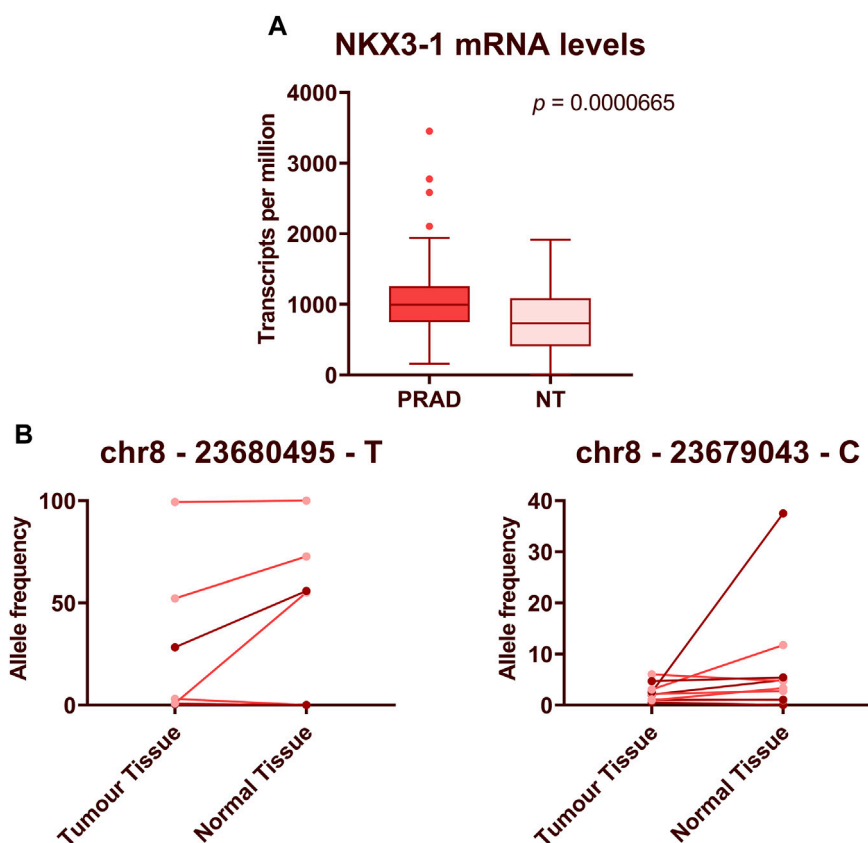 A
NKX3-1 mRNA levels
p = 0.0000665
Transcripts per million
4000
3000
2000
1000
0
PRAD
NT
B
chr8 - 23680495 - T
Allele frequency
100
50
0
Tumour Tissue
Normal Tissue
chr8 - 23679043 - C
Allele frequency
40
30
20
10
0
Tumour Tissue
Normal Tissue